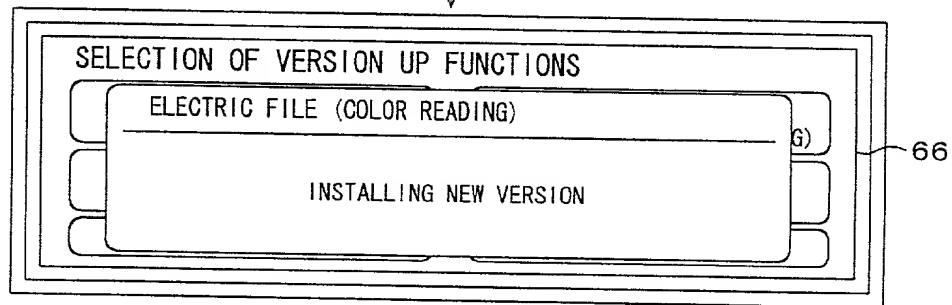 SELECTION OF VERSION UP FUNCTIONS
ELECTRIC FILE (COLOR READING)
G)
66
INSTALLING NEW VERSION